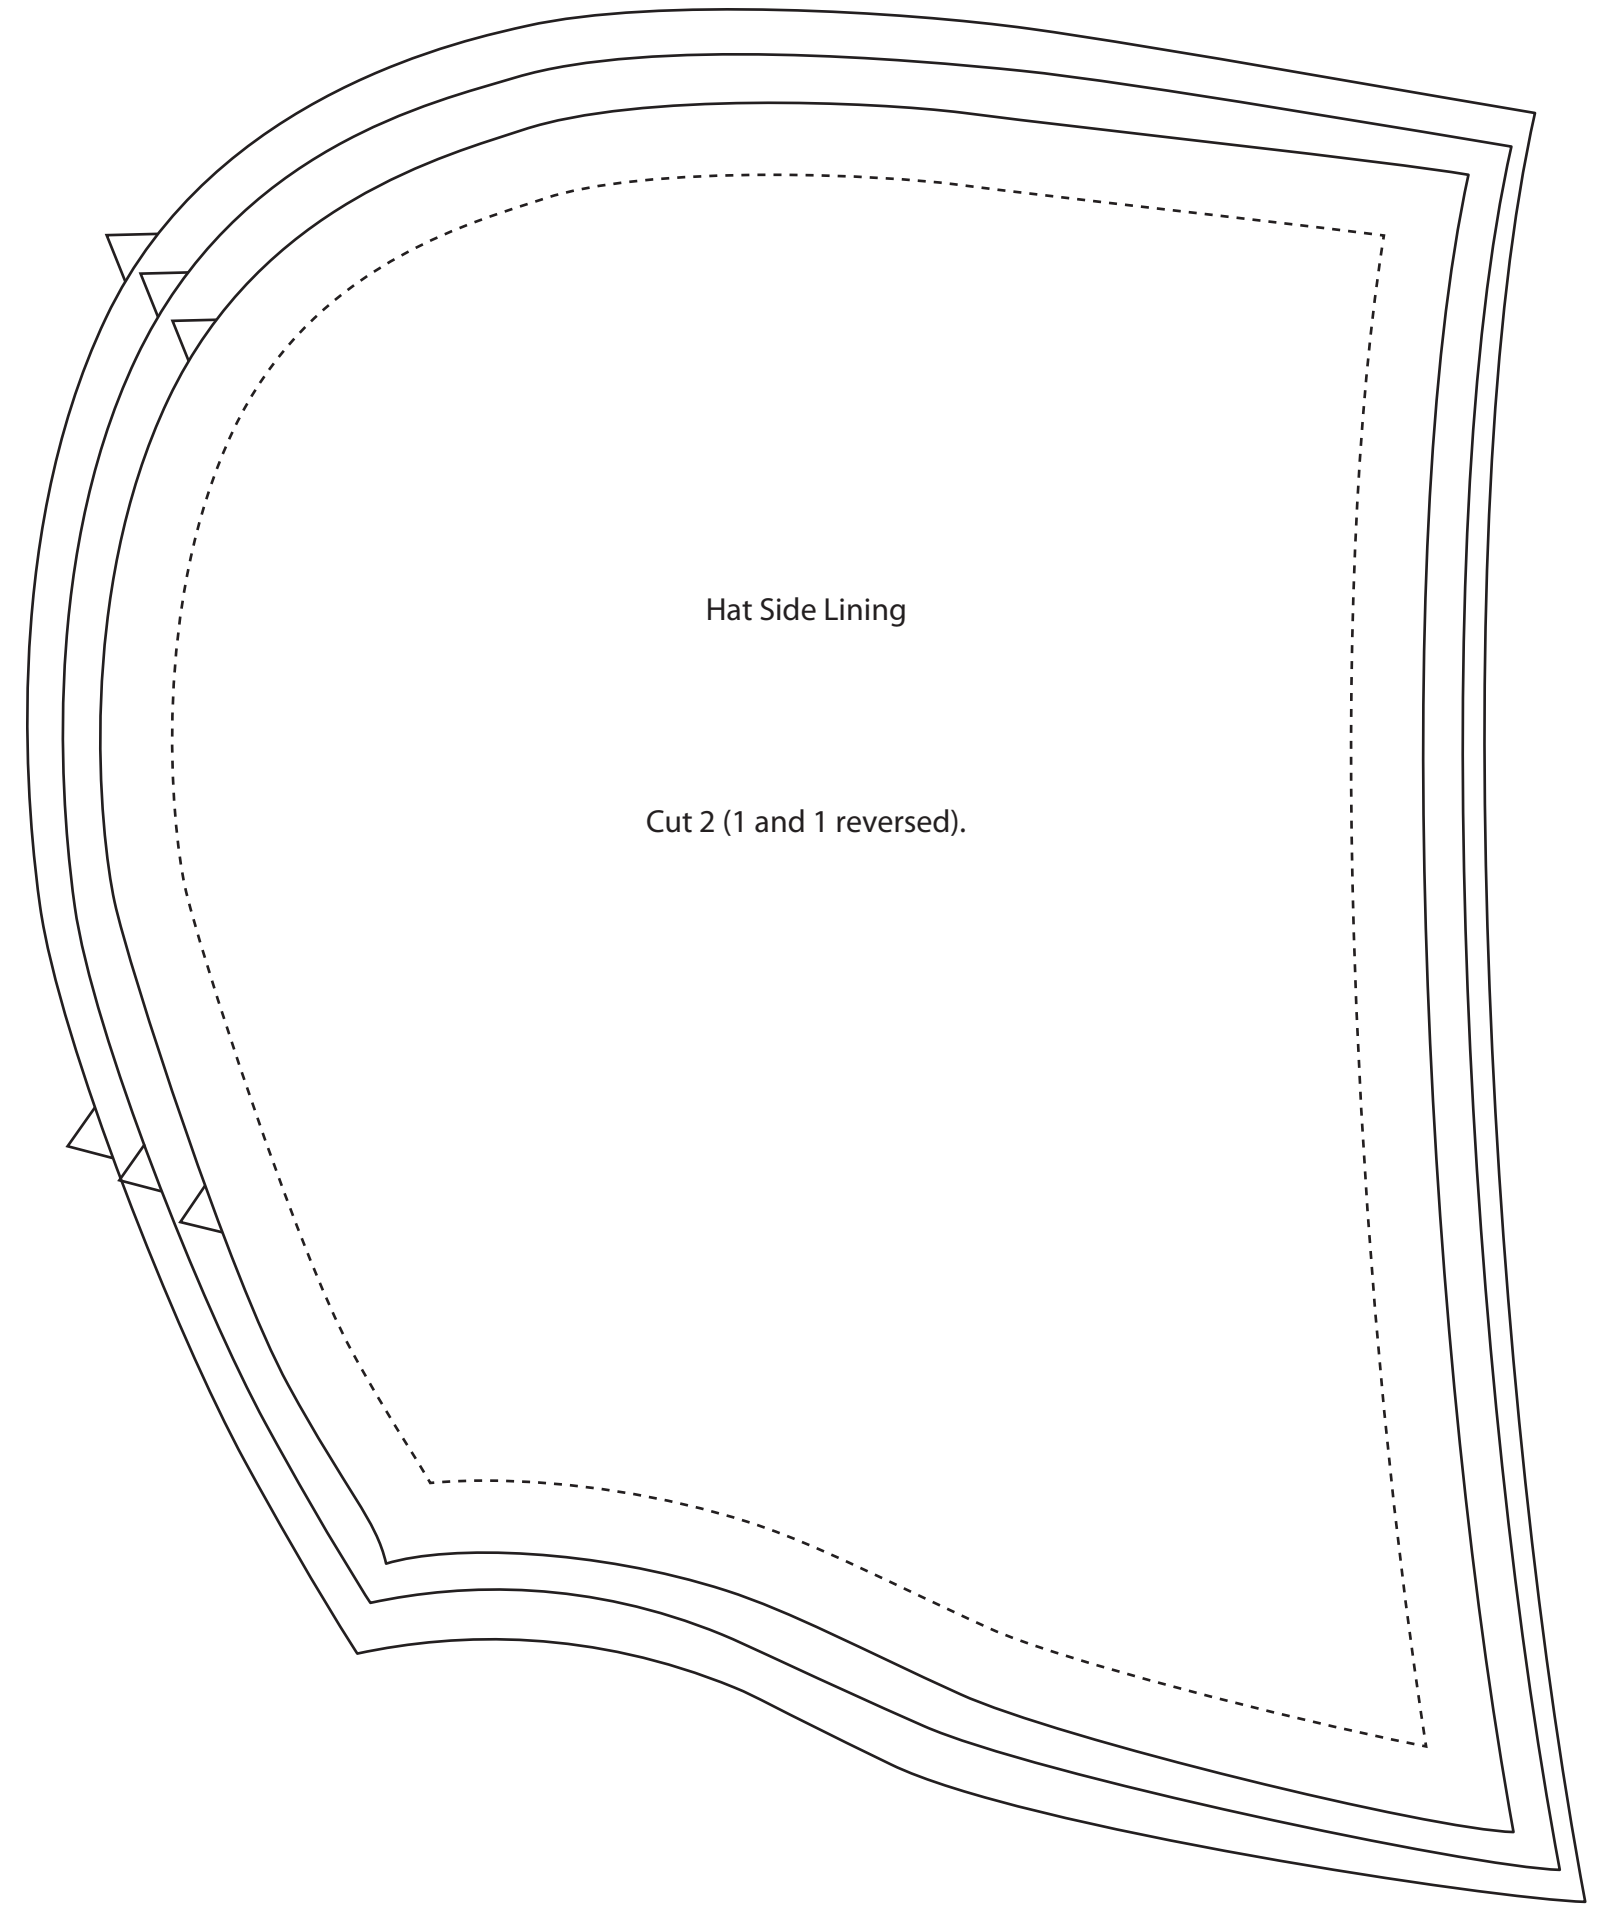 Hat Side Lining
Cut 2 (1 and 1 reversed).